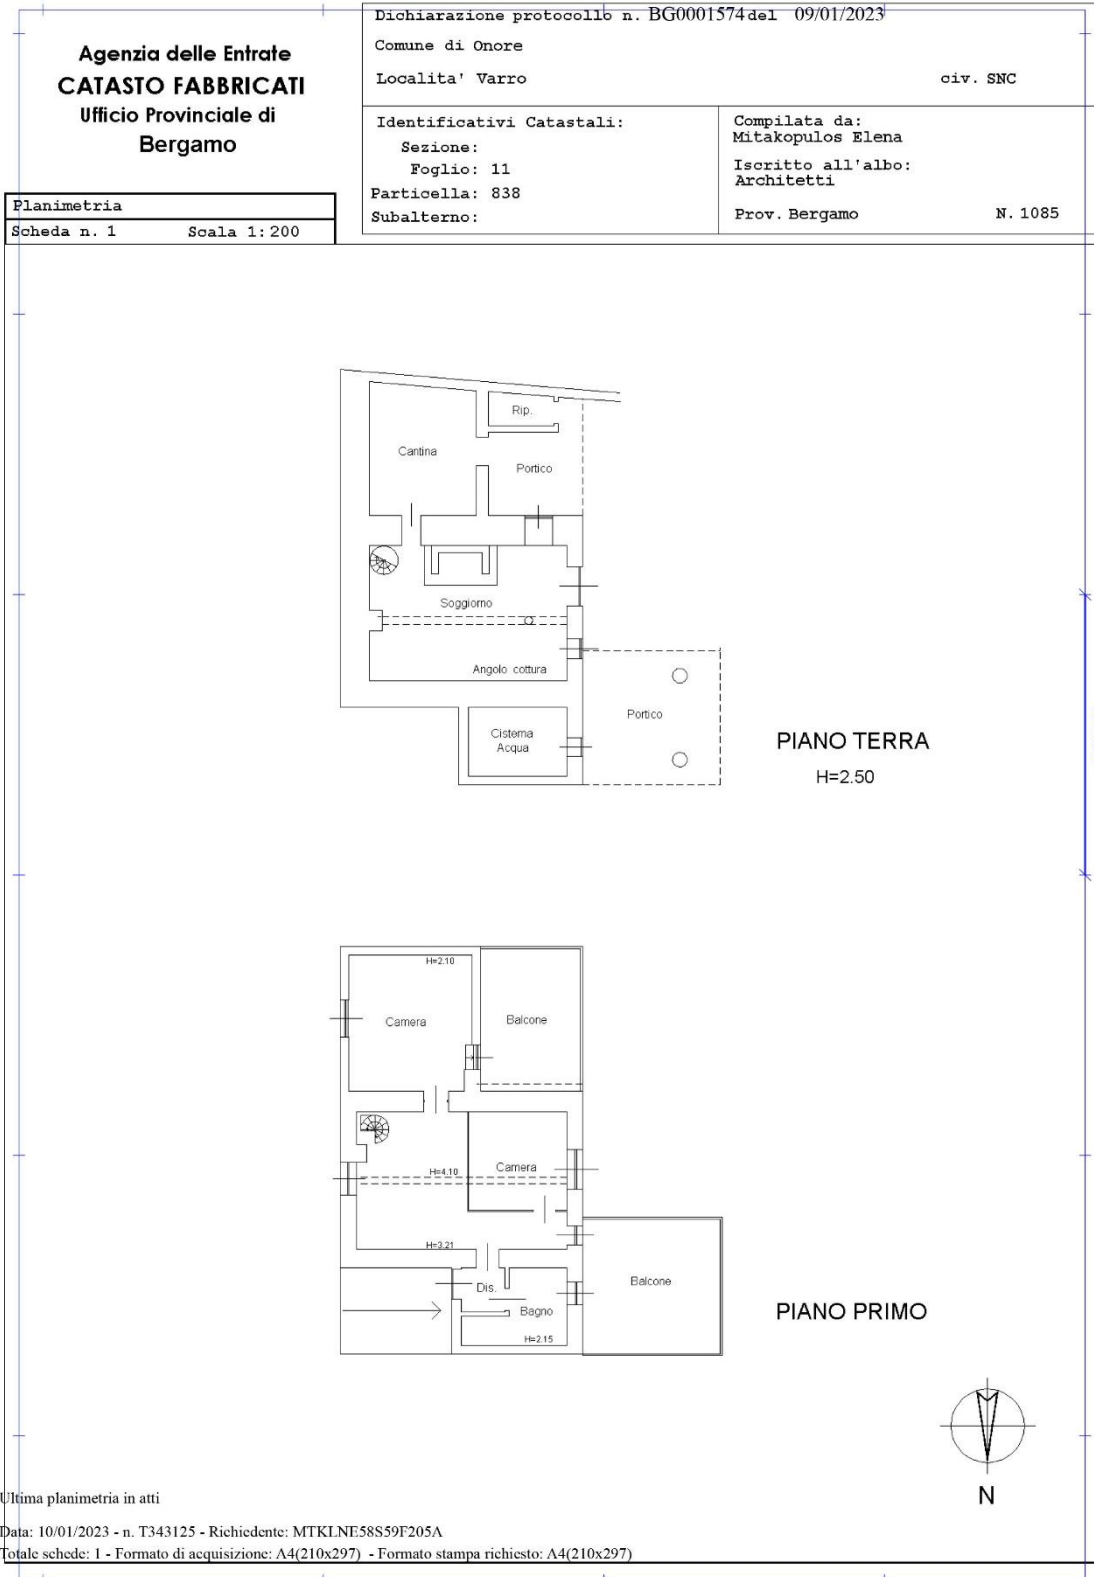 Agenzia delle Entrate
CATASTO FABBRICATI
Ufficio Provinciale di
Bergamo
Dichiarazione protocollo n. BG0001574 del 09/01/2023
Comune di Onore
Localita' Varro civ. SNC
Identificativi Catastali:
Sezione:
Foglio: 11
Particella: 838
Subalterno:
Compilata da:
Mitakopulos Elena
Iscritto all'albo:
Architetti
Prov. Bergamo N. 1085
Planimetria
Scheda n. 1 Scala 1:200
Rip.
Cantina
Portico
Soggiorno
Angolo cottura
Portico
Cisterna
Acqua
PIANO TERRA
H=2.50
H=2.10
Camera
Balcone
H=4.10
Camera
H=3.21
Dis.
Bagno
H=2.15
Balcone
PIANO PRIMO
N
Ultima planimetria in atti
Data: 10/01/2023 - n. T343125 - Richiedente: MTKLNE58S59F205A
Totale schede: 1 - Formato di acquisizione: A4(210x297) - Formato stampa richiesto: A4(210x297)